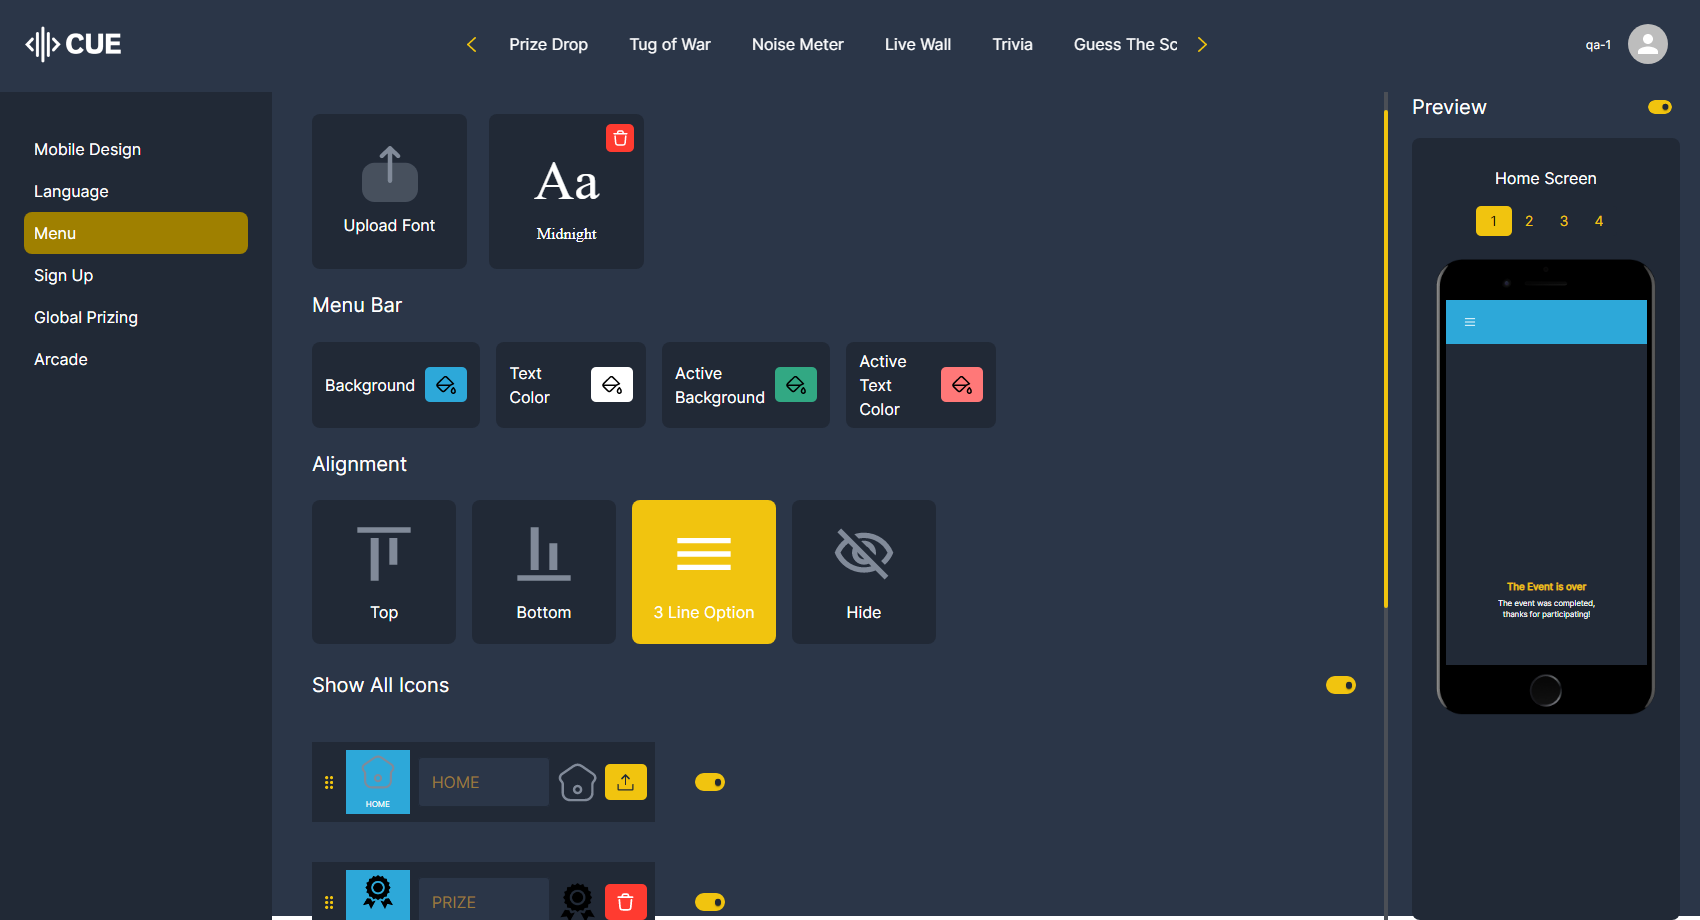 CUE
Prize Drop
Tug of War
Noise Meter
Live Wall
Trivia
Guess The Sc
qa-1
Mobile Design
Language
Menu
Sign Up
Global Prizing
Arcade
Upload Font
Aa
Midnight
Menu Bar
Background
Text
Color
Active
Background
Active
Text
Color
Alignment
Top
Bottom
3 Line Option
Hide
Show All Icons
HOME
HOME
PRIZE
Preview
Home Screen
1 2 3 4
The Event is over
The event was completed,
thanks for participating!